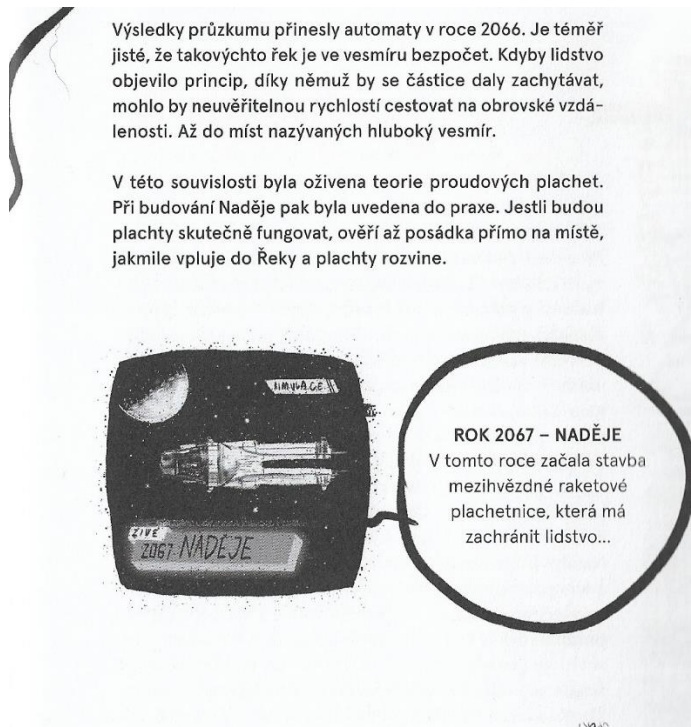 Výsledky průzkumu přinesly automaty v roce 2066. Je téměř
jisté, že takovýchto řek je ve vesmíru bezpočet. Kdyby lidstvo
objevilo princip, díky němuž by se částice daly zachytávat,
mohlo by neuvěřitelnou rychlostí cestovat na obrovské vzdá-
lenosti. Až do míst nazývaných hluboký vesmír.
V této souvislosti byla oživena teorie proudových plachet.
Při budování Naděje pak byla uvedena do praxe. Jestli budou
plachty skutečně fungovat, ověří až posádka přímo na místě,
jakmile vpluje do Řeky a plachty rozvine.
SIMULACE
ŽIVĚ
2067 NADĚJE
ROK 2067 – NADĚJE
V tomto roce začala stavba
mezihvězdné raketové
plachetnice, která má
zachránit lidstvo...